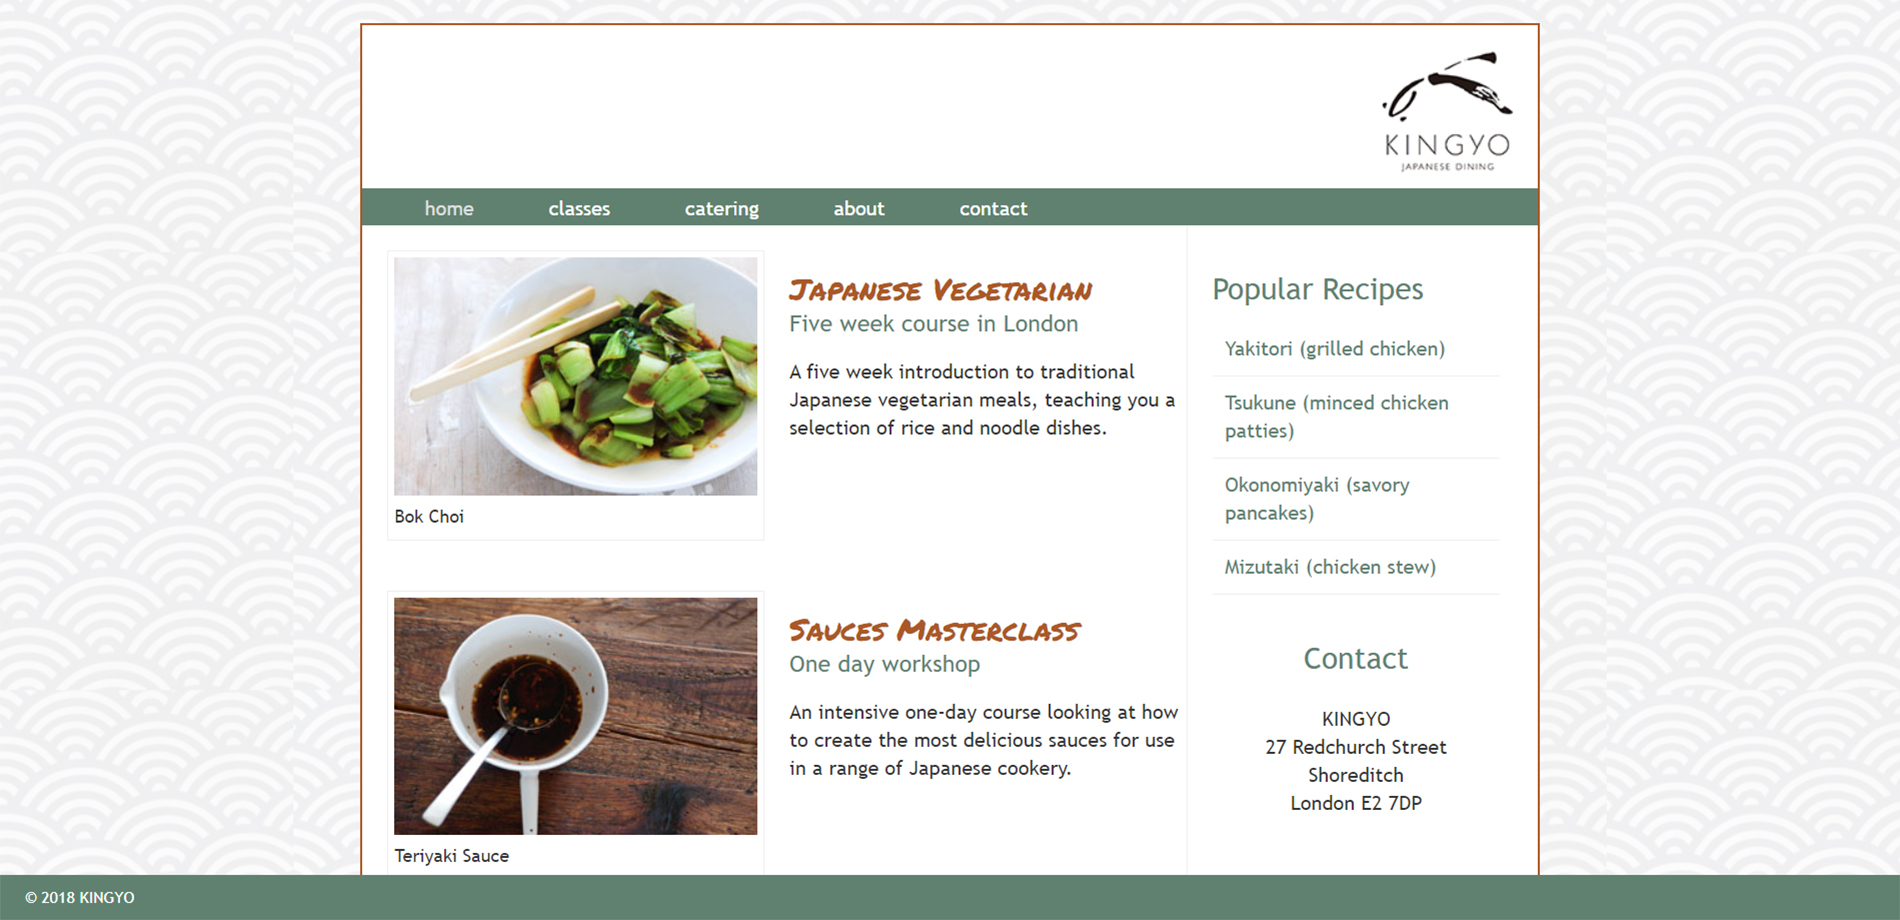 KINGYO
JAPANESE DINING
home classes catering about contact
Japanese Vegetarian
Five week course in London
A five week introduction to traditional
Japanese vegetarian meals, teaching you a
selection of rice and noodle dishes.
Bok Choi
Sauces Masterclass
One day workshop
An intensive one-day course looking at how
to create the most delicious sauces for use
in a range of Japanese cookery.
Teriyaki Sauce
Popular Recipes
Yakitori (grilled chicken)
Tsukune (minced chicken
patties)
Okonomiyaki (savory
pancakes)
Mizutaki (chicken stew)
Contact
KINGYO
27 Redchurch Street
Shoreditch
London E2 7DP
© 2018 KINGYO